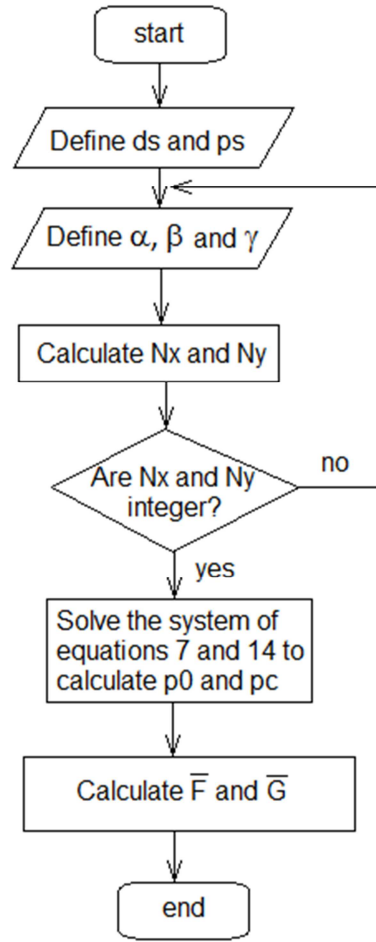 start
Define ds and ps
Define α, β and γ
Calculate Nx and Ny
Are Nx and Ny
integer?
no
yes
Solve the system of
equations 7 and 14 to
calculate p0 and pc
Calculate F̅ and G̅
end